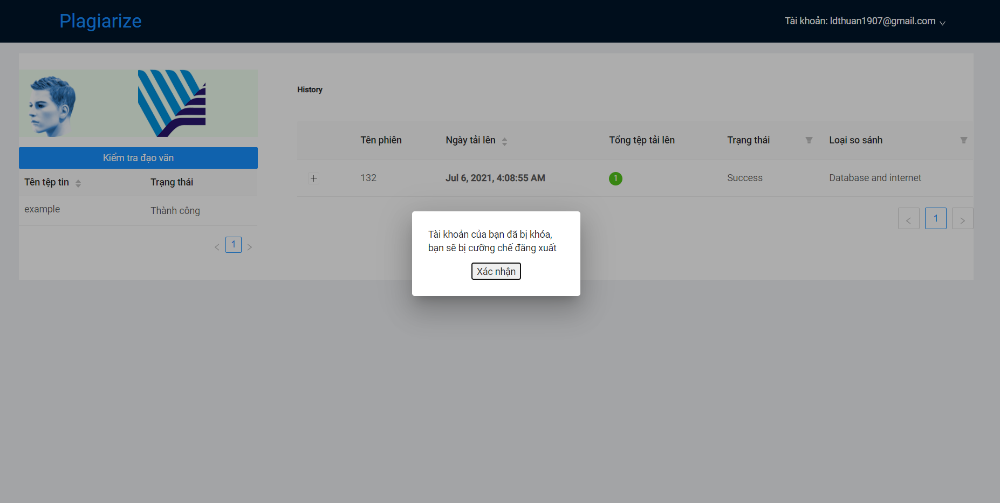 Plagiarize
Tài khoản: ldthuan1907@gmail.com
Kiểm tra đạo văn
Tên tệp tin Trạng thái
example Thành công
1
History
Tên phiên Ngày tải lên Tổng tệp tải lên Trạng thái Loại so sánh
132 Jul 6, 2021, 4:08:55 AM 1 Success Database and internet
1
Tài khoản của bạn đã bị khóa,
bạn sẽ bị cưỡng chế đăng xuất
Xác nhận